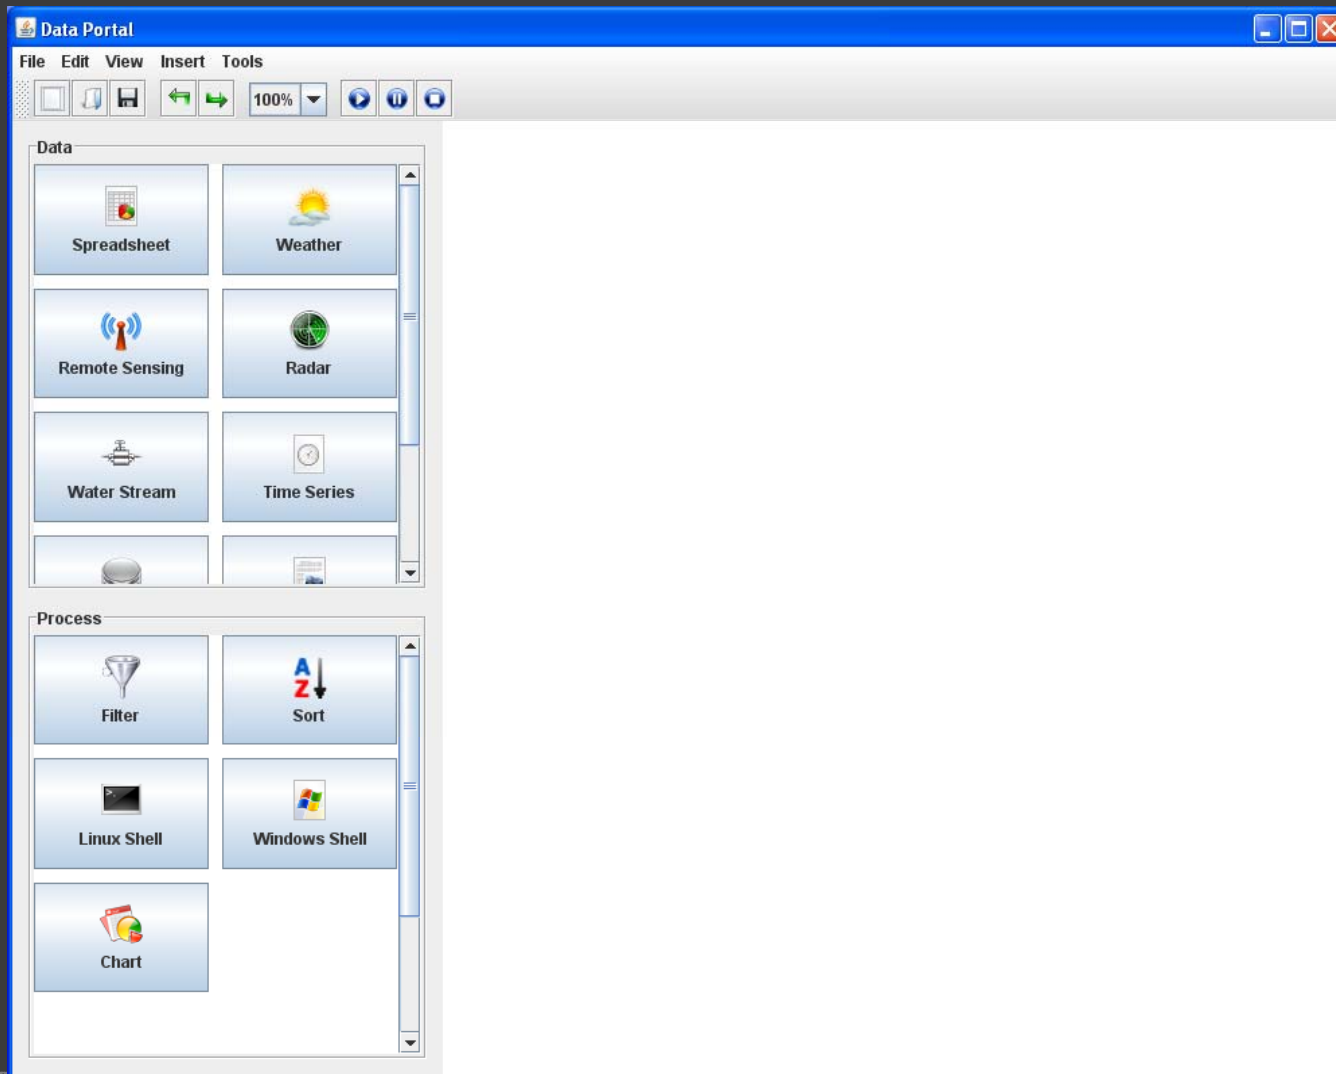 Data Portal
File Edit View Insert Tools
100%
Data
Spreadsheet Weather
Remote Sensing Radar
Water Stream Time Series
Process
A
Z
Filter Sort
>_
Linux Shell Windows Shell
Chart